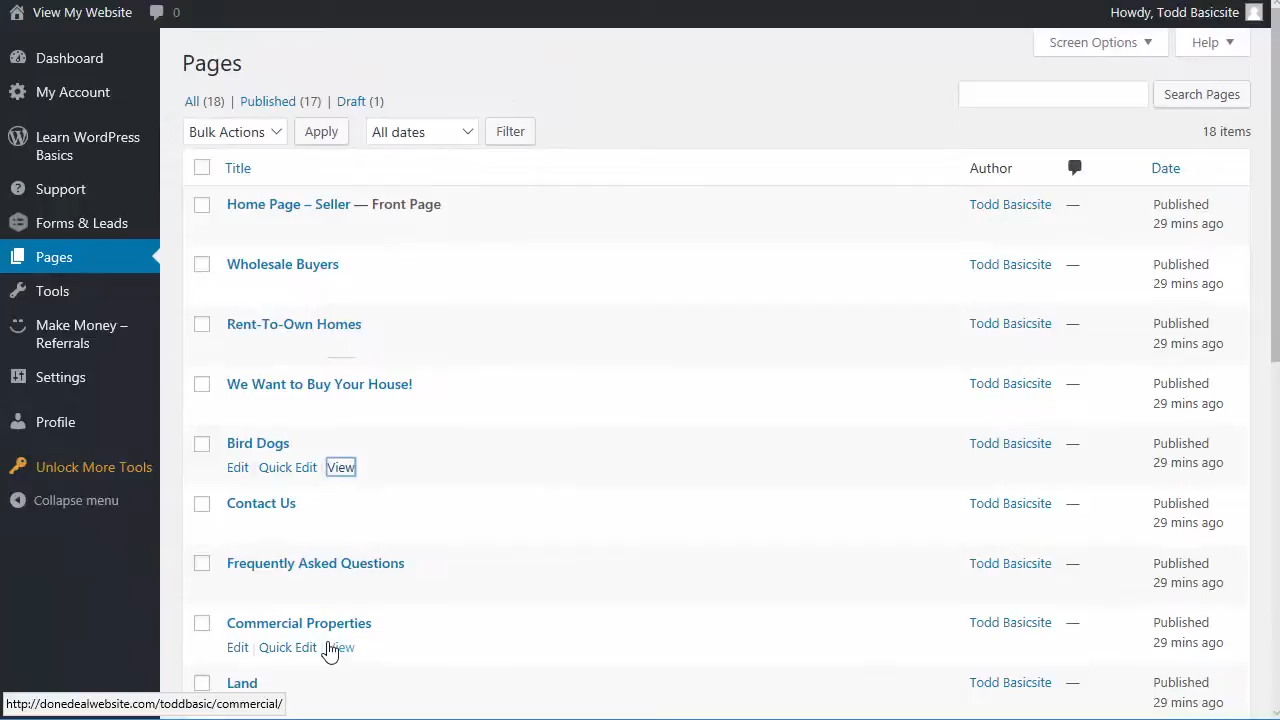 View My Website 0 Howdy, Todd Basicsite
Screen Options Help
Dashboard
My Account
Learn WordPress
Basics
Support
Forms & Leads
Pages
Tools
Make Money –
Referrals
Settings
Profile
Unlock More Tools
Collapse menu
Pages
All (18) | Published (17) | Draft (1)
Search Pages
Bulk Actions Apply All dates Filter 18 items
Title Author Date
Home Page – Seller — Front Page Todd Basicsite — Published
29 mins ago
Wholesale Buyers Todd Basicsite — Published
29 mins ago
Rent-To-Own Homes Todd Basicsite — Published
29 mins ago
We Want to Buy Your House! Todd Basicsite — Published
29 mins ago
Bird Dogs Todd Basicsite — Published
Edit Quick Edit View 29 mins ago
Contact Us Todd Basicsite — Published
29 mins ago
Frequently Asked Questions Todd Basicsite — Published
29 mins ago
Commercial Properties Todd Basicsite — Published
Edit | Quick Edit View 29 mins ago
Land Todd Basicsite — Published
29 mins ago
http://donedealwebsite.com/toddbasic/commercial/